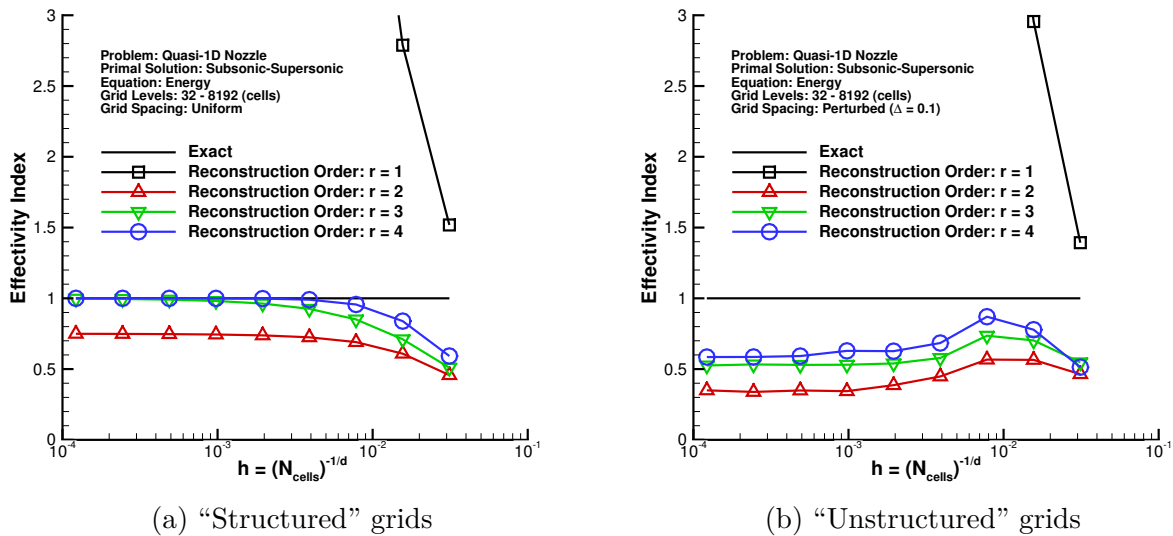 3
2.5
2
1.5
1
0.5
0
Effectivity Index
Problem: Quasi-1D Nozzle
Primal Solution: Subsonic-Supersonic
Equation: Energy
Grid Levels: 32 - 8192 (cells)
Grid Spacing: Uniform
Exact
Reconstruction Order: r = 1
Reconstruction Order: r = 2
Reconstruction Order: r = 3
Reconstruction Order: r = 4
10^-4
10^-3
10^-2
10^-1
h = (N_cells)^-1/d
(a) “Structured” grids
3
2.5
2
1.5
1
0.5
0
Effectivity Index
Problem: Quasi-1D Nozzle
Primal Solution: Subsonic-Supersonic
Equation: Energy
Grid Levels: 32 - 8192 (cells)
Grid Spacing: Perturbed (Δ = 0.1)
Exact
Reconstruction Order: r = 1
Reconstruction Order: r = 2
Reconstruction Order: r = 3
Reconstruction Order: r = 4
10^-4
10^-3
10^-2
10^-1
h = (N_cells)^-1/d
(b) “Unstructured” grids